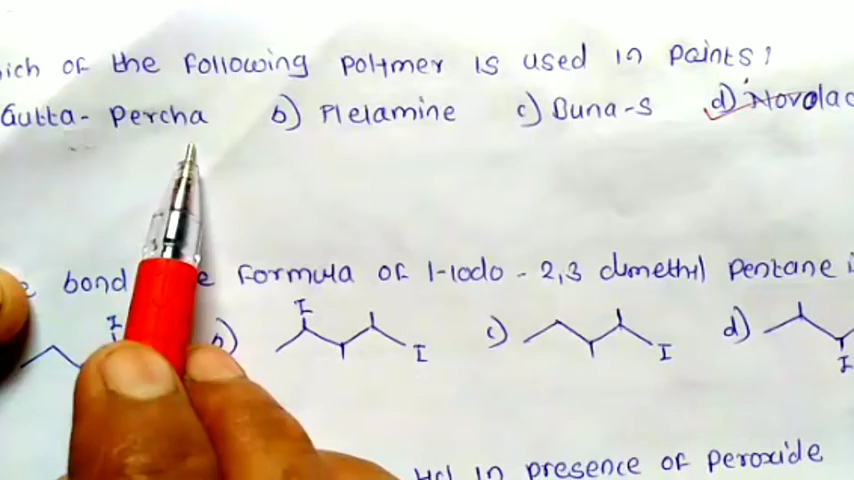 ich of the following polymer is used in paints?
Gutta- Percha b) Melamine c) Buna-S d) Novolac
bond e formula of 1-Iodo - 2,3 dimethyl pentane i
I b) I I c) I d) I
HCl in presence of peroxide